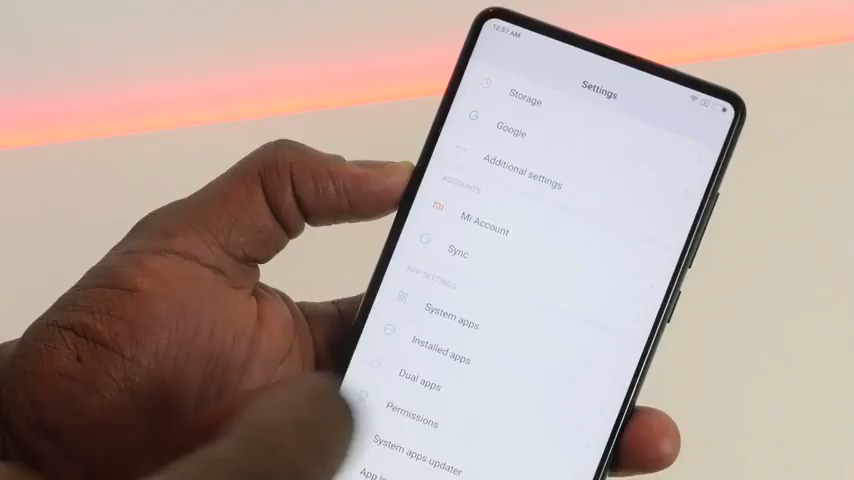 12:57 AM
Settings
Storage
Google
Additional settings
ACCOUNTS
Mi Account
Sync
APP SETTINGS
System apps
Installed apps
Dual apps
Permissions
System apps updater
App